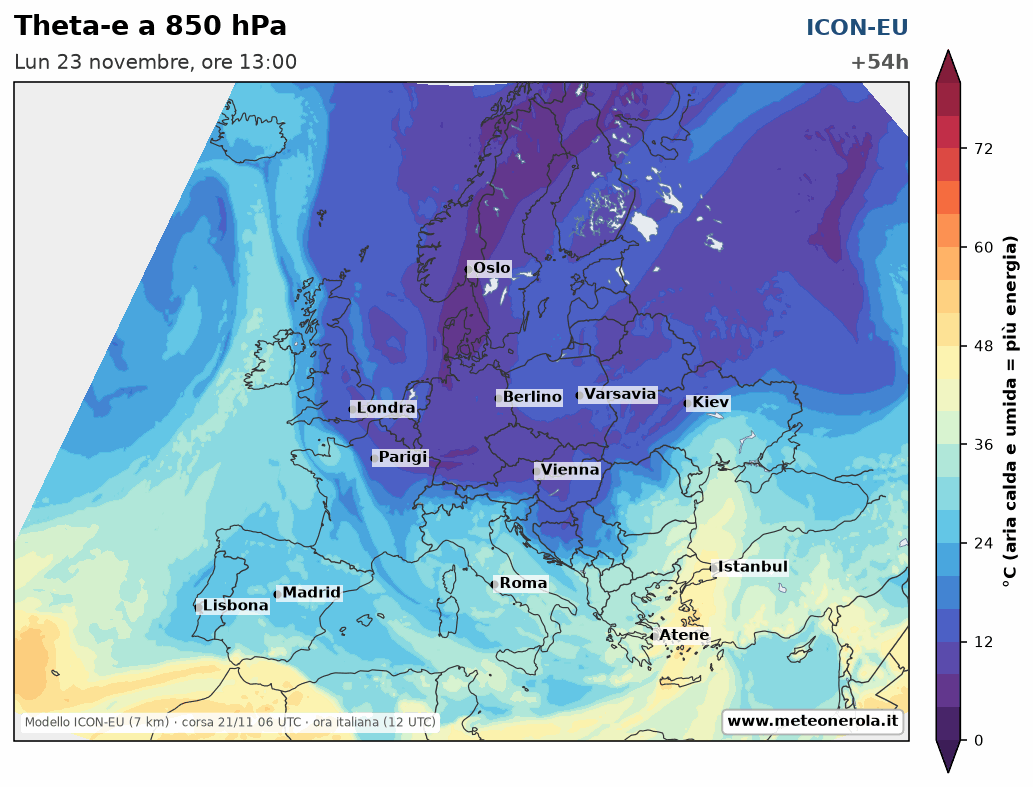 Theta-e a 850 hPa
ICON-EU
Lun 23 novembre, ore 13:00
+54h
72
60
48
36
24
12
0
°C (aria calda e umida = più energia)
Oslo
Londra
Berlino
Varsavia
Kiev
Parigi
Vienna
Istanbul
Roma
Madrid
Lisbona
Atene
Modello ICON-EU (7 km) · corsa 21/11 06 UTC · ora italiana (12 UTC)
www.meteonerola.it